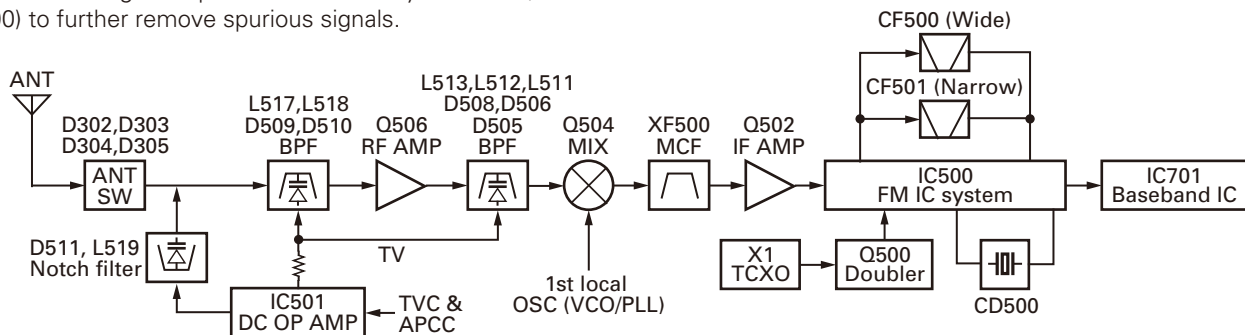 00) to further remove spurious signals.
CF500 (Wide)
CF501 (Narrow)
ANT
D302,D303
D304,D305
ANT
SW
L517,L518
D509,D510
BPF
Q506
RF AMP
L513,L512,L511
D508,D506
D505
BPF
Q504
MIX
XF500
MCF
Q502
IF AMP
IC500
FM IC system
IC701
Baseband IC
D511, L519
Notch filter
TV
IC501
DC OP AMP
TVC &
APCC
1st local
OSC (VCO/PLL)
X1
TCXO
Q500
Doubler
CD500